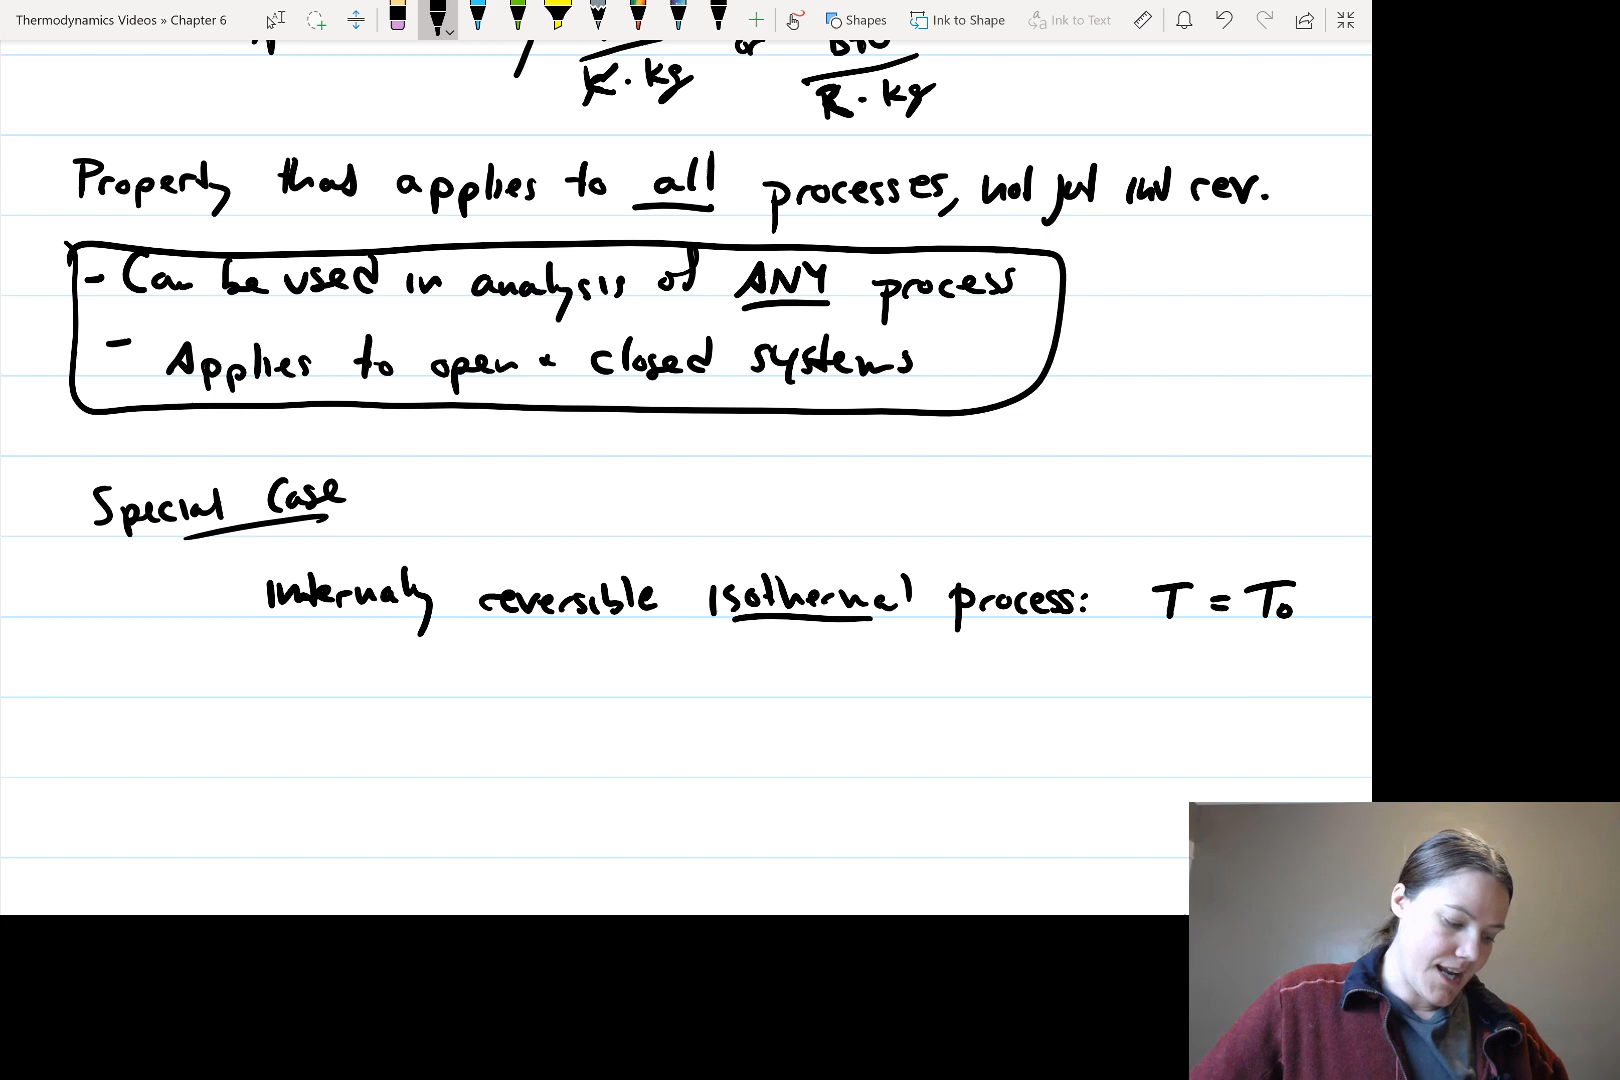 Thermodynamics Videos » Chapter 6 Shapes Ink to Shape Ink to Text
K · kg or R · kg
Property that applies to all processes, not just int rev.
- Can be used in analysis of ANY process
- Applies to open + closed systems
Special Case
Internally reversible isothermal process: T = T₀